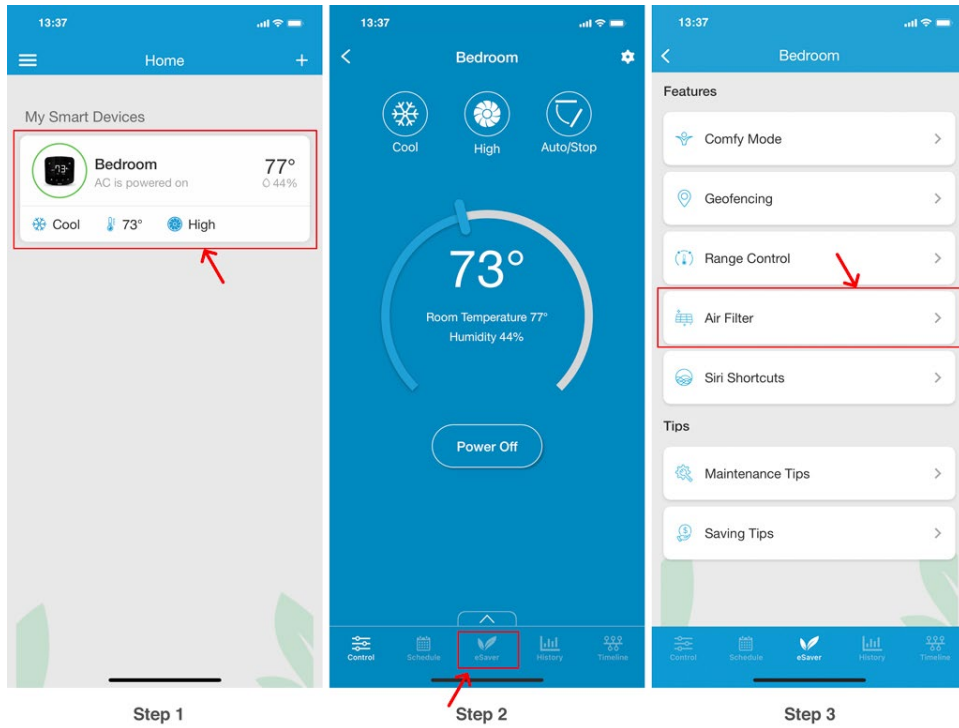 13:37
Home
My Smart Devices
-73-
Bedroom
AC is powered on
77°
44%
Cool
73°
High
Step 1
13:37
Bedroom
Cool
High
Auto/Stop
73°
Room Temperature 77°
Humidity 44%
Power Off
Control
Schedule
eSaver
History
Timeline
Step 2
13:37
Bedroom
Features
Comfy Mode
Geofencing
Range Control
Air Filter
Siri Shortcuts
Tips
Maintenance Tips
Saving Tips
Control
Schedule
eSaver
History
Timeline
Step 3